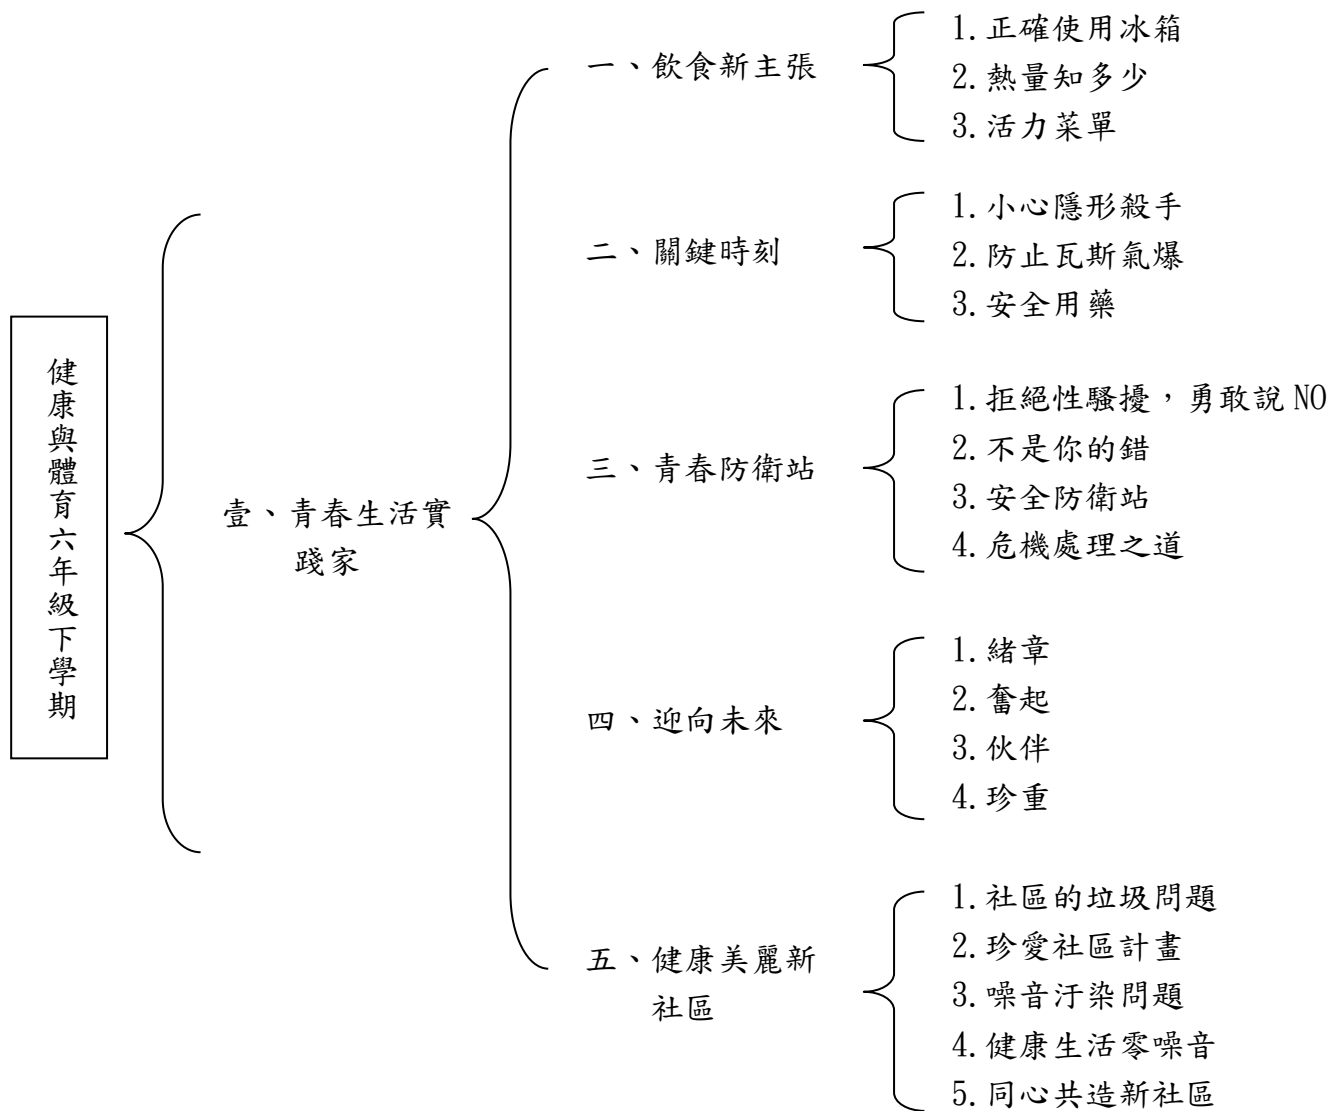 健康與體育六年級下學期
壹、青春生活實
踐家
一、飲食新主張
1.正確使用冰箱
2.熱量知多少
3.活力菜單
二、關鍵時刻
1.小心隱形殺手
2.防止瓦斯氣爆
3.安全用藥
三、青春防衛站
1.拒絕性騷擾，勇敢說 NO
2.不是你的錯
3.安全防衛站
4.危機處理之道
四、迎向未來
1.緒章
2.奮起
3.伙伴
4.珍重
五、健康美麗新
社區
1.社區的垃圾問題
2.珍愛社區計畫
3.噪音汙染問題
4.健康生活零噪音
5.同心共造新社區